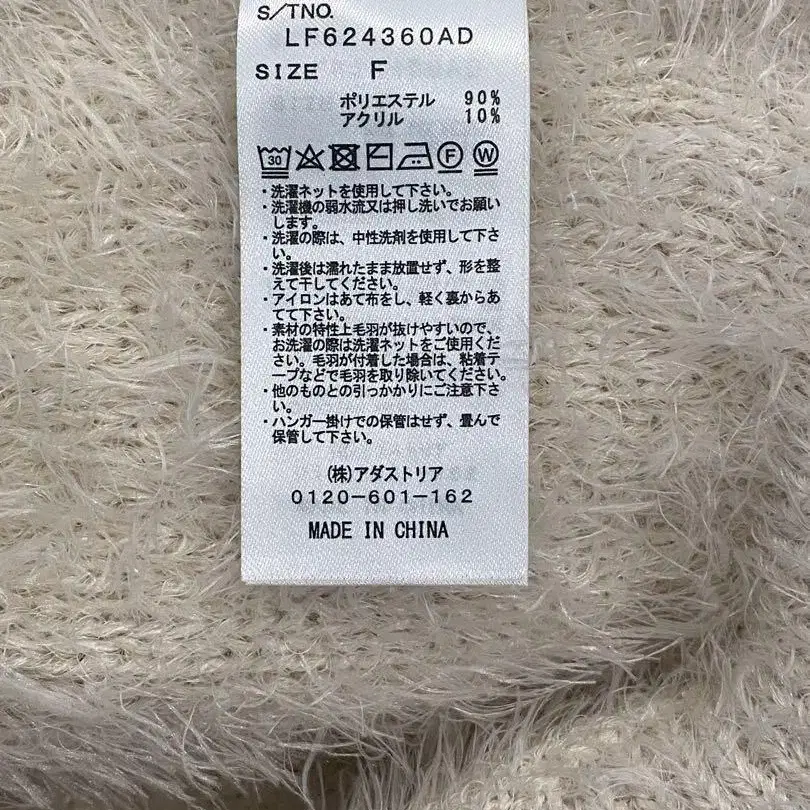 S/TNO.
LF624360AD
SIZE F
ポリエステル 90%
アクリル 10%
30 F W
・洗濯ネットを使用して下さい。
・洗濯機の弱水流又は押し洗いでお願い
します。
・洗濯の際は、中性洗剤を使用して下さ
い。
・洗濯後は濡れたまま放置せず、形を整
えて干してください。
・アイロンはあて布をし、軽く裏からあ
てて下さい。
・素材の特性上毛羽が抜けやすいので、
お洗濯の際は洗濯ネットをご使用くだ
さい。毛羽が付着した場合は、粘着テ
ープなどで毛羽を取り除いてください。
・他のものとの引っかかりにご注意下さ
い。
・ハンガー掛けでの保管はせず、畳んで
保管して下さい。
(株)アダストリア
0120-601-162
MADE IN CHINA